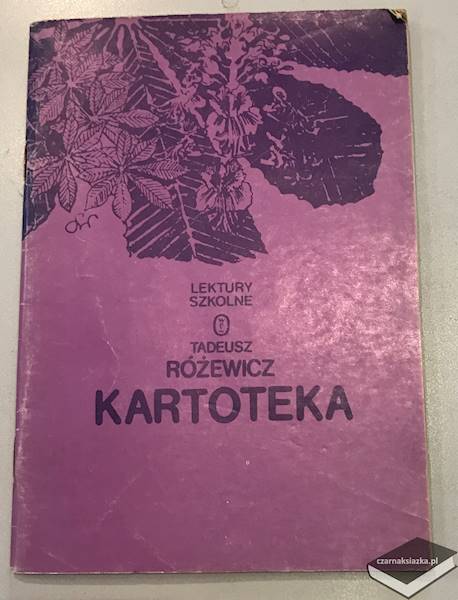 LEKTURY
SZKOLNE
TADEUSZ
RÓŻEWICZ
KARTOTEKA
czarnaksiazka.pl